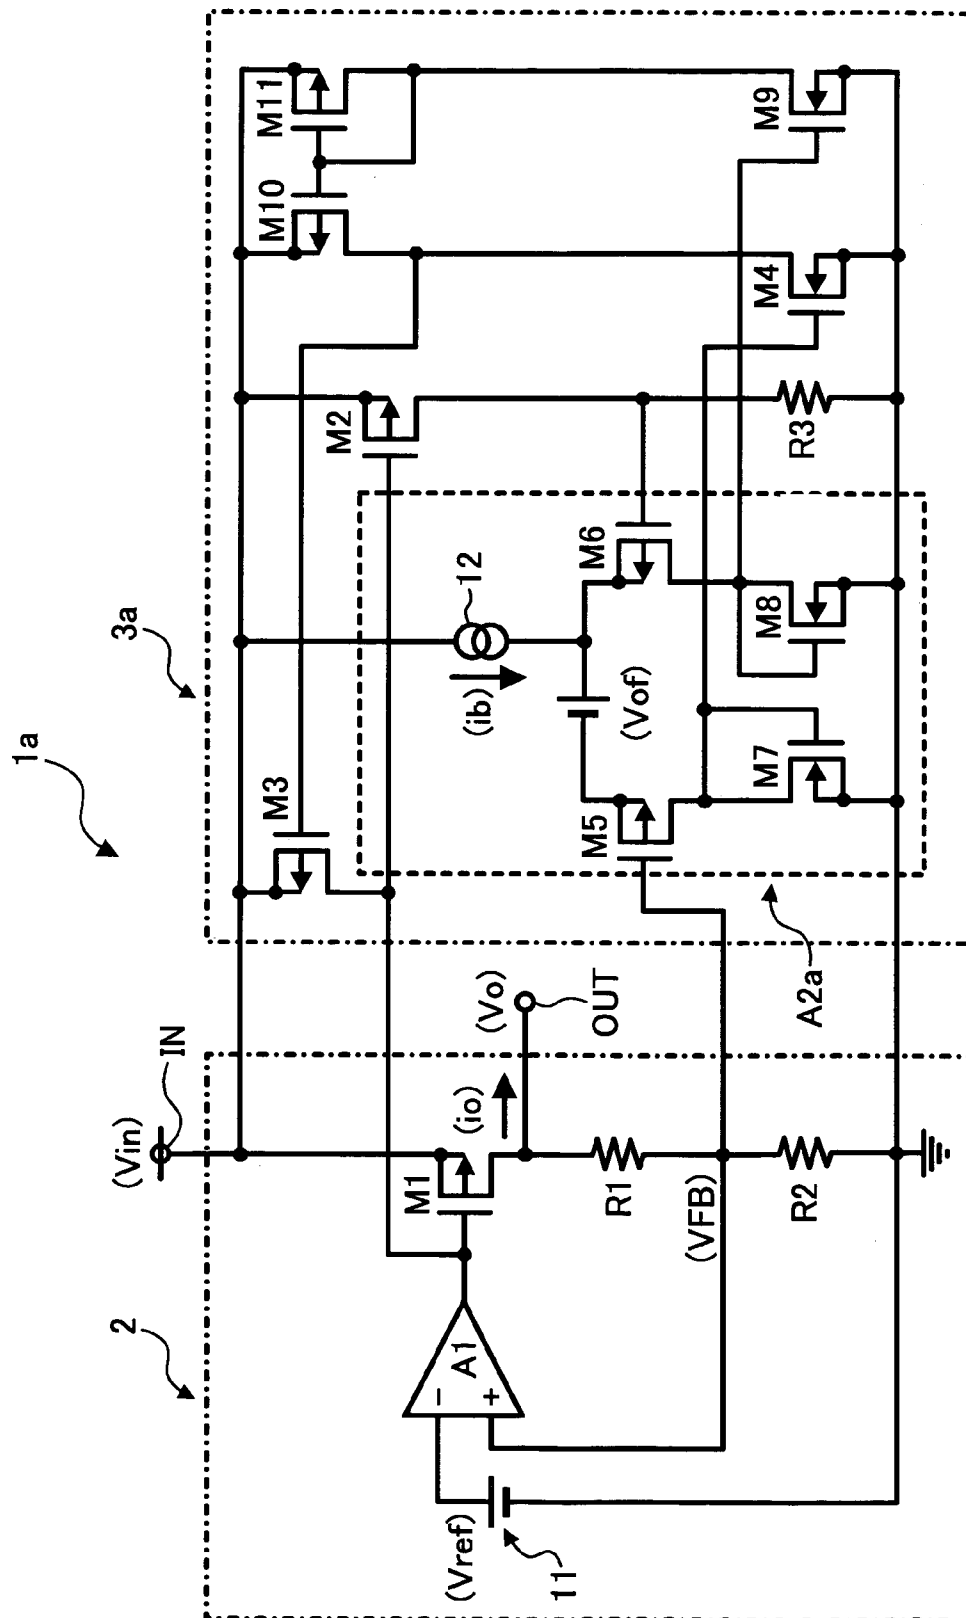 1a
2
3a
(Vin)
IN
M3
M10
M11
M1
(io)
(Vo)
OUT
12
(ib)
M2
A1
-
+
(Vref)
11
R1
(VFB)
R2
M5
(Vof)
M6
M7
M8
R3
M4
M9
A2a